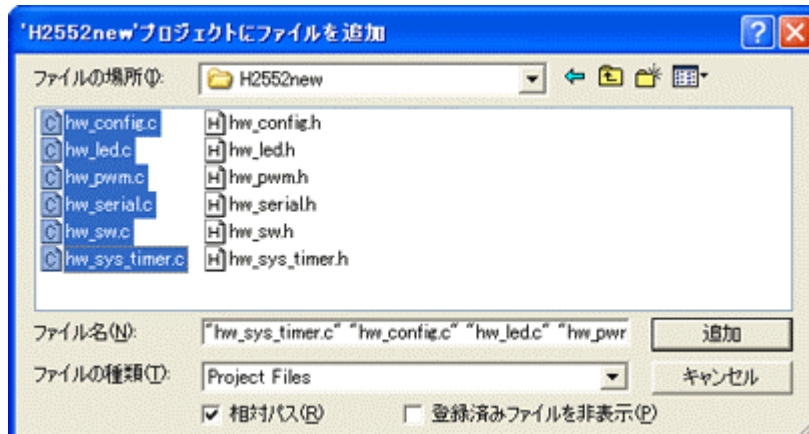 'H2552new'プロジェクトにファイルを追加
ファイルの場所(I): H2552new
hw_config.c hw_config.h
hw_led.c hw_led.h
hw_pwm.c hw_pwm.h
hw_serial.c hw_serial.h
hw_sw.c hw_sw.h
hw_sys_timer.c hw_sys_timer.h
ファイル名(N): "hw_sys_timer.c" "hw_config.c" "hw_led.c" "hw_pwr 追加
ファイルの種類(T): Project Files キャンセル
相対パス(R) 登録済みファイルを非表示(P)